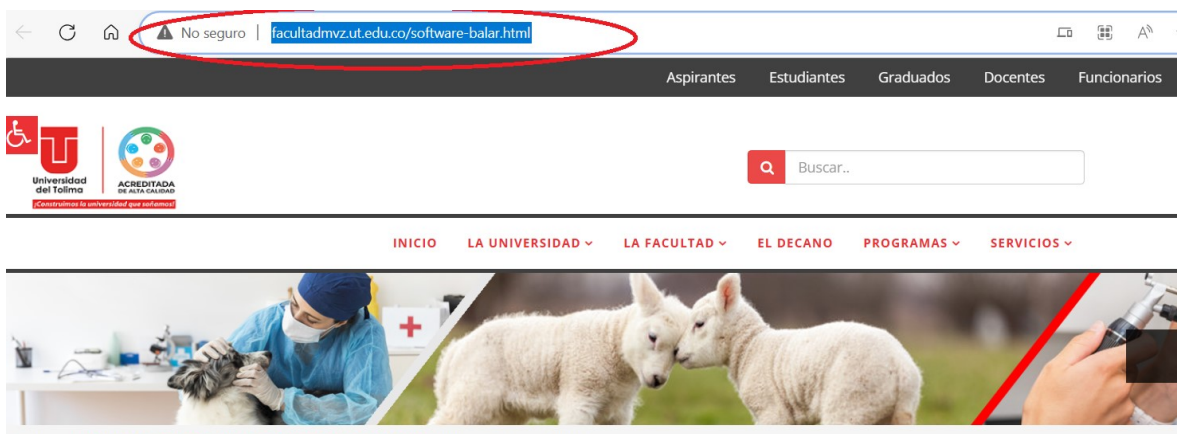 No seguro | facultadmvz.ut.edu.co/software-balar.html
Aspirantes Estudiantes Graduados Docentes Funcionarios
Universidad
del Tolima
ACREDITADA
DE ALTA CALIDAD
¡Construimos la universidad que soñamos!
Buscar..
INICIO LA UNIVERSIDAD LA FACULTAD EL DECANO PROGRAMAS SERVICIOS